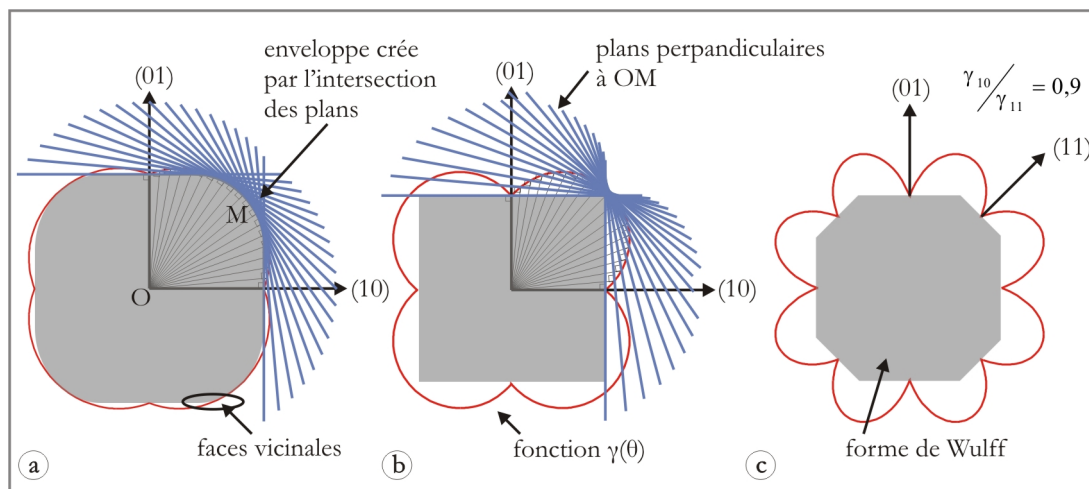 enveloppe crée
par l'intersection
des plans
(01)
M
O
(10)
faces vicinales
a
plans perpandiculaires
à OM
(01)
(10)
fonction γ(θ)
b
γ10/γ11 = 0,9
(01)
(11)
forme de Wulff
c